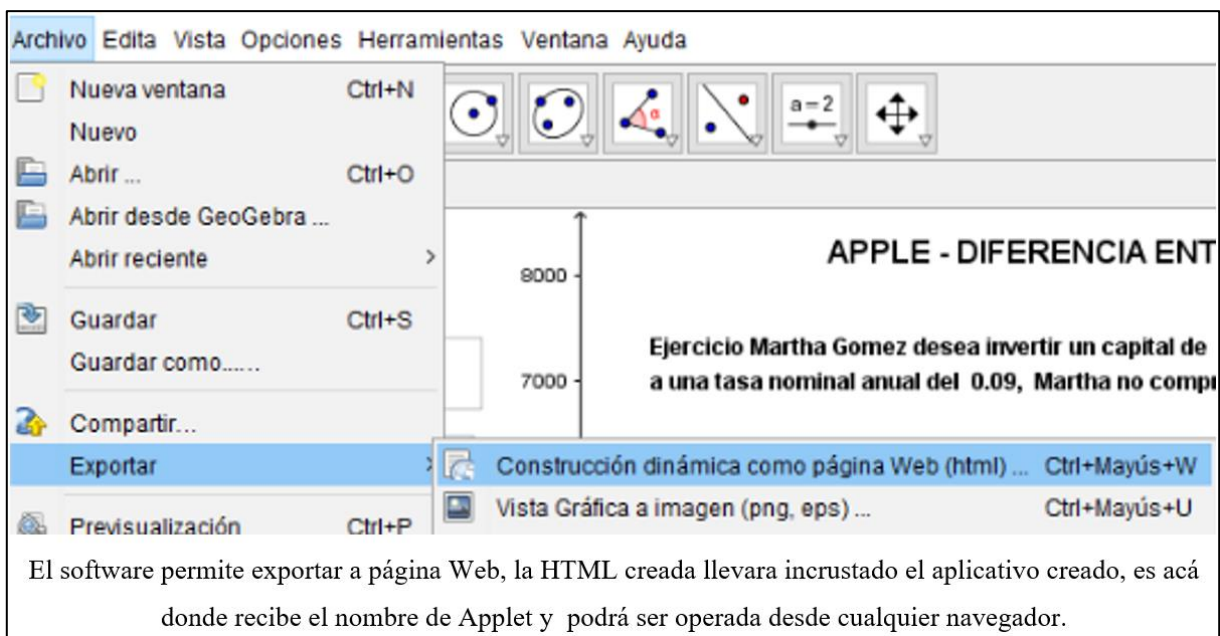 Archivo Edita Vista Opciones Herramientas Ventana Ayuda
Nueva ventana Ctrl+N
Nuevo
Abrir ... Ctrl+O
Abrir desde GeoGebra ...
Abrir reciente >
Guardar Ctrl+S
Guardar como......
Compartir...
Exportar >
Previsualización Ctrl+P
α
a = 2
8000
7000
APPLE - DIFERENCIA ENT
Ejercicio Martha Gomez desea invertir un capital de
a una tasa nominal anual del 0.09, Martha no compr
Construcción dinámica como página Web (html) ... Ctrl+Mayús+W
Vista Gráfica a imagen (png, eps) ... Ctrl+Mayús+U
El software permite exportar a página Web, la HTML creada llevara incrustado el aplicativo creado, es acá
donde recibe el nombre de Applet y podrá ser operada desde cualquier navegador.